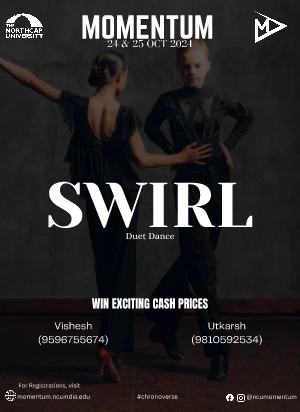 THE
NORTHCAP
UNIVERSITY
MOMENTUM
24 & 25 OCT 2024
M
SWIRL
Duet Dance
WIN EXCITING CASH PRICES
Vishesh
(9596755674)
Utkarsh
(9810592534)
For Registrations, visit
momentum.ncuindia.edu
#chronoverse
@ncumomentum